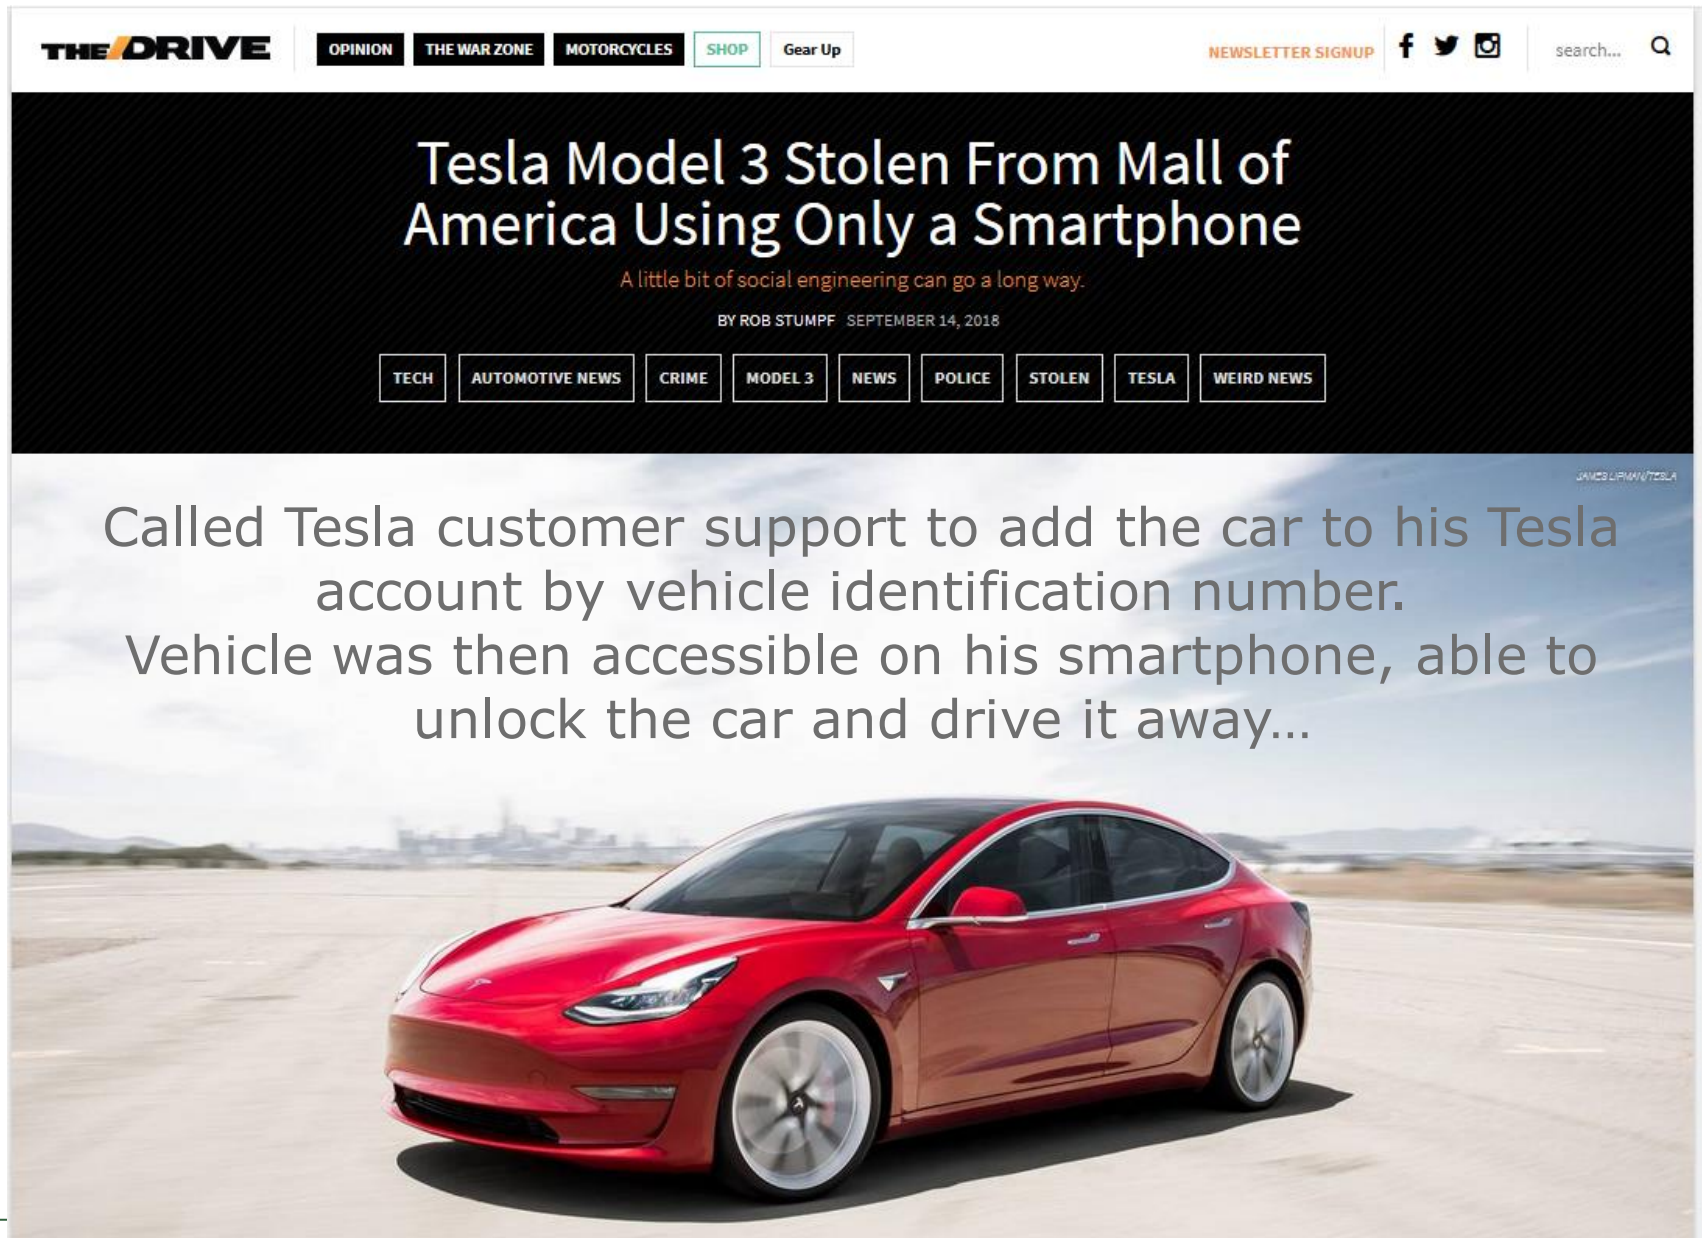 THE DRIVE
OPINION
THE WAR ZONE
MOTORCYCLES
SHOP
Gear Up
NEWSLETTER SIGNUP
search...
Tesla Model 3 Stolen From Mall of
America Using Only a Smartphone
A little bit of social engineering can go a long way.
BY ROB STUMPF SEPTEMBER 14, 2018
TECH
AUTOMOTIVE NEWS
CRIME
MODEL 3
NEWS
POLICE
STOLEN
TESLA
WEIRD NEWS
JAMES LIPMAN/TESLA
Called Tesla customer support to add the car to his Tesla
account by vehicle identification number.
Vehicle was then accessible on his smartphone, able to
unlock the car and drive it away…